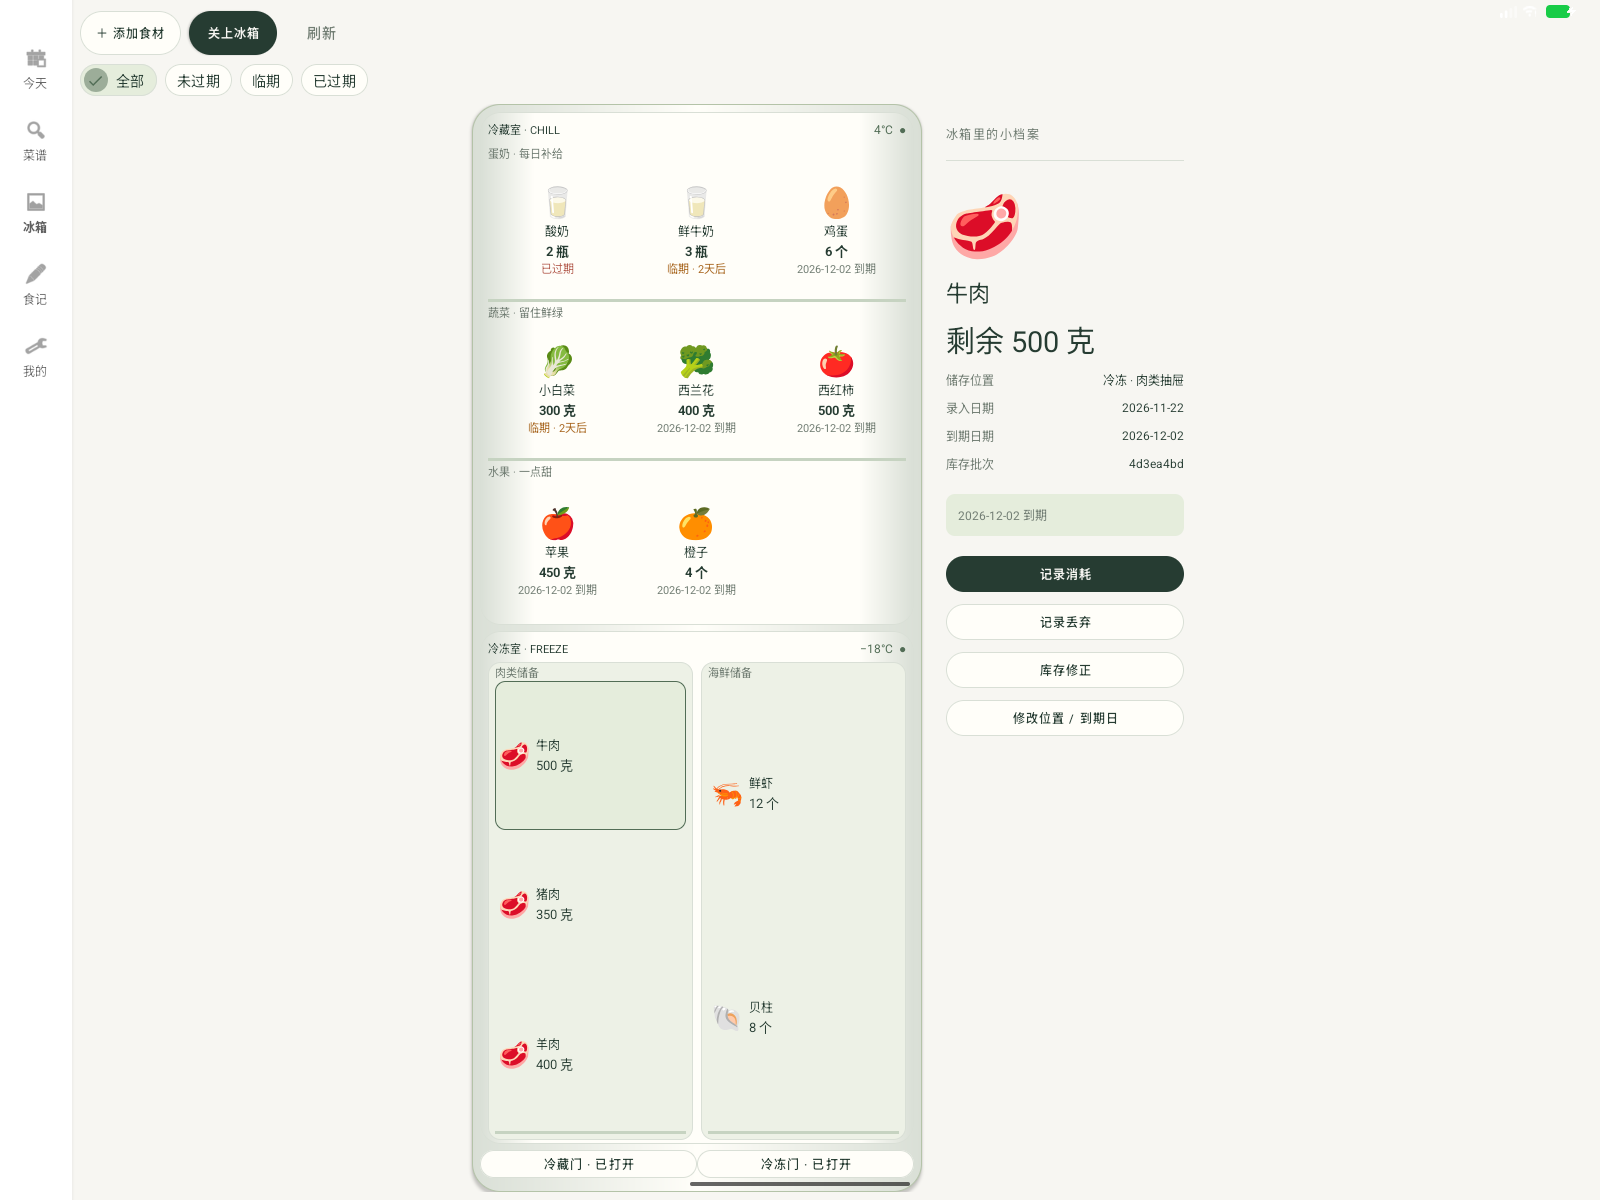 今天
菜谱
冰箱
食记
我的
+ 添加食材
关上冰箱
刷新
全部
未过期
临期
已过期
冷藏室 · CHILL
4°C
蛋奶 · 每日补给
酸奶
2 瓶
已过期
鲜牛奶
3 瓶
临期 · 2天后
鸡蛋
6 个
2026-12-02 到期
蔬菜 · 留住鲜绿
小白菜
300 克
临期 · 2天后
西兰花
400 克
2026-12-02 到期
西红柿
500 克
2026-12-02 到期
水果 · 一点甜
苹果
450 克
2026-12-02 到期
橙子
4 个
2026-12-02 到期
冷冻室 · FREEZE
−18°C
肉类储备
牛肉
500 克
猪肉
350 克
羊肉
400 克
海鲜储备
鲜虾
12 个
贝柱
8 个
冷藏门 · 已打开
冷冻门 · 已打开
冰箱里的小档案
牛肉
剩余 500 克
储存位置 冷冻 · 肉类抽屉
录入日期 2026-11-22
到期日期 2026-12-02
库存批次 4d3ea4bd
2026-12-02 到期
记录消耗
记录丢弃
库存修正
修改位置 / 到期日